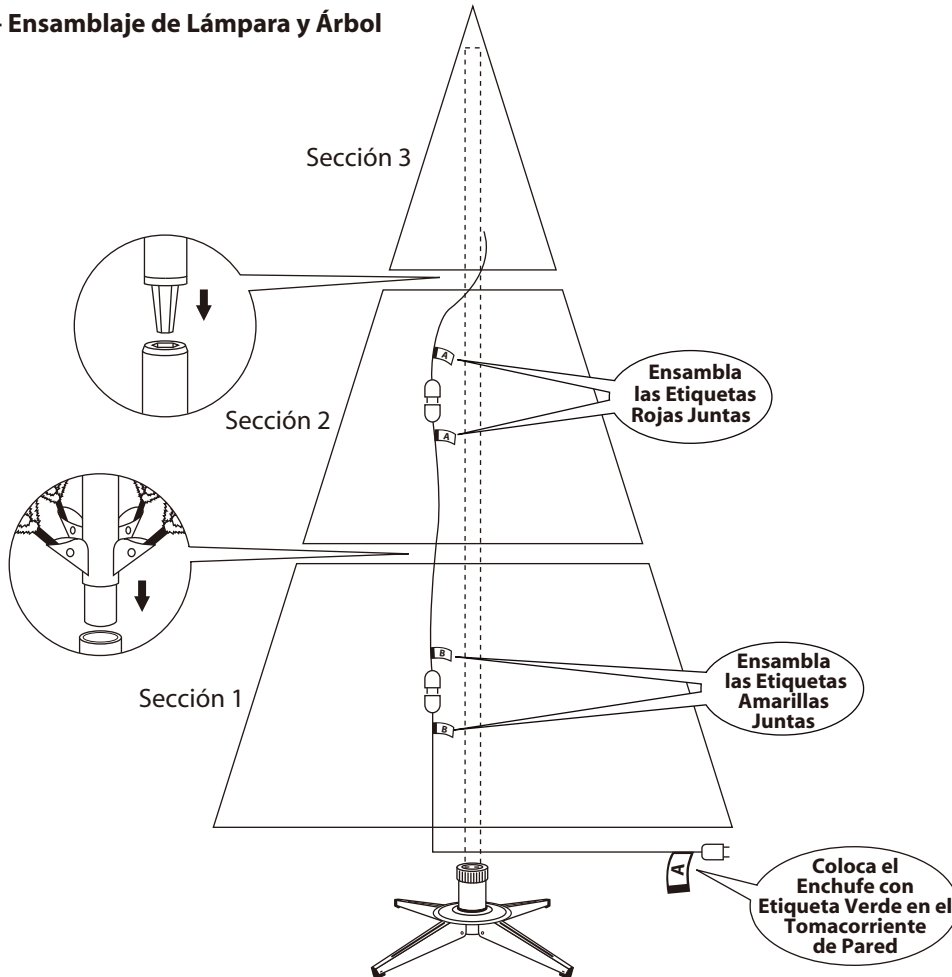 - Ensamblaje de Lámpara y Árbol
Sección 3
A
Ensambla
las Etiquetas
Rojas Juntas
Sección 2
A
B
Ensambla
las Etiquetas
Amarillas
Juntas
Sección 1
B
A
Coloca el
Enchufe con
Etiqueta Verde en el
Tomacorriente
de Pared